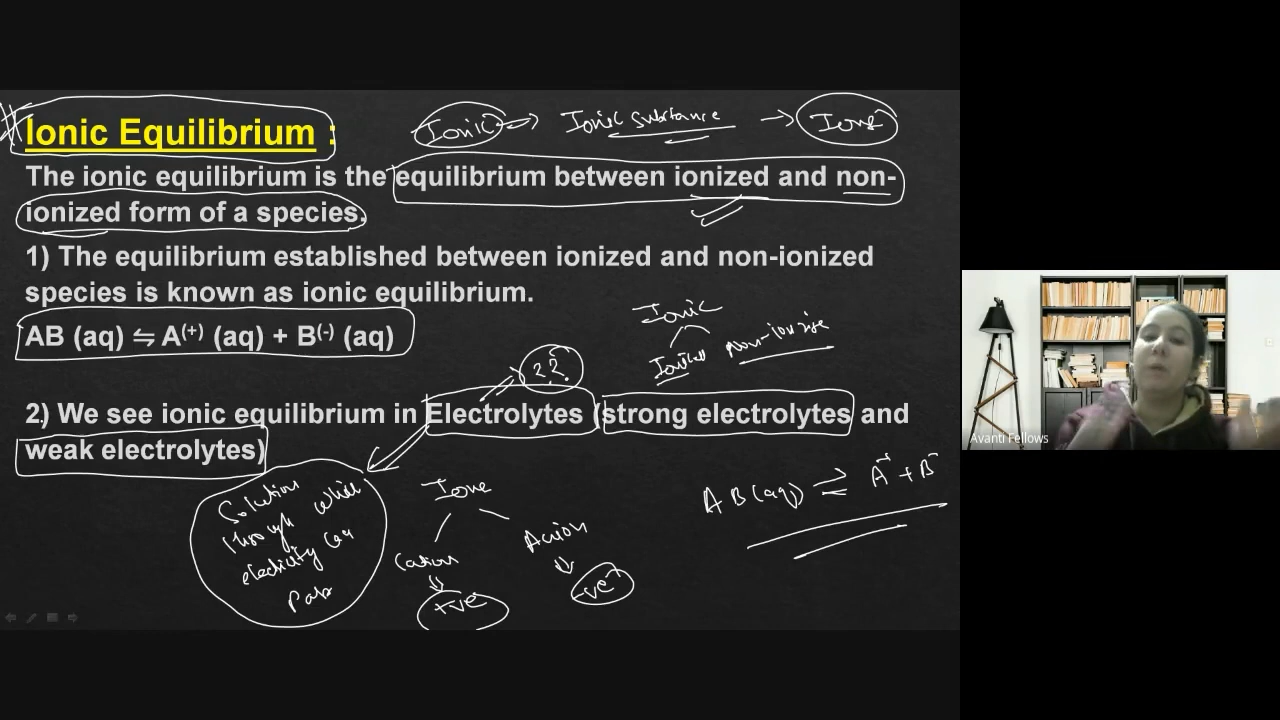 Ionic Equilibrium :
Ionic => Ionic Substance → Ions
The ionic equilibrium is the equilibrium between ionized and non-
ionized form of a species.
1) The equilibrium established between ionized and non-ionized
species is known as ionic equilibrium.
AB (aq) ⇋ A(+) (aq) + B(-) (aq)
Ionic
Ionized Non-ionize
??
2) We see ionic equilibrium in Electrolytes (strong electrolytes and
weak electrolytes)
Solution
through which
electricity can
pass
Ions
Cation Anion
+ve -ve
AB(aq) ⇌ A⁺ + B⁻
Avanti Fellows